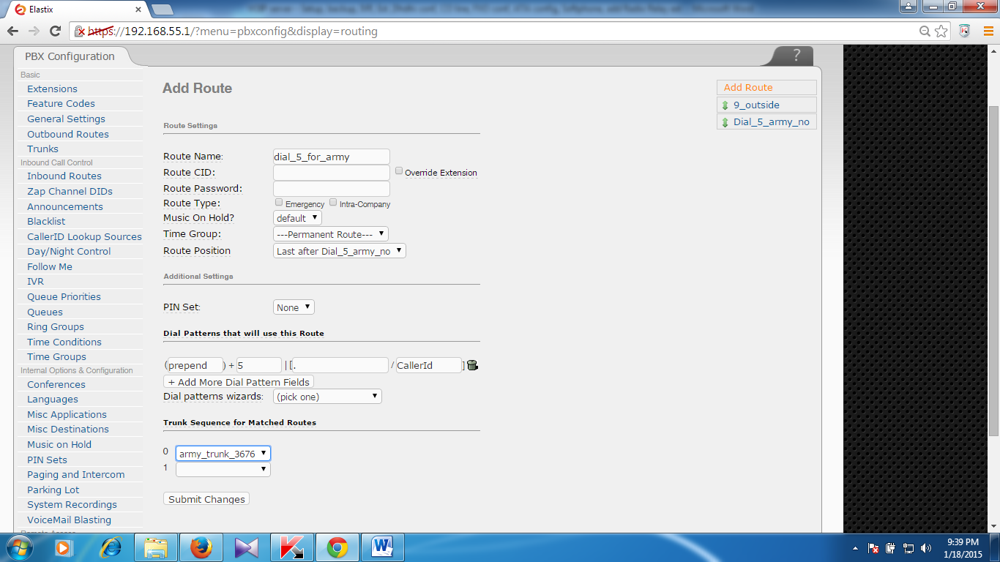 Elastix
https://192.168.55.1/?menu=pbxconfig&display=routing
PBX Configuration
?
Basic
Extensions
Feature Codes
General Settings
Outbound Routes
Trunks
Inbound Call Control
Inbound Routes
Zap Channel DIDs
Announcements
Blacklist
CallerID Lookup Sources
Day/Night Control
Follow Me
IVR
Queue Priorities
Queues
Ring Groups
Time Conditions
Time Groups
Internal Options & Configuration
Conferences
Languages
Misc Applications
Misc Destinations
Music on Hold
PIN Sets
Paging and Intercom
Parking Lot
System Recordings
VoiceMail Blasting
Add Route
Route Settings
Route Name: dial_5_for_army
Route CID: Override Extension
Route Password:
Route Type: Emergency Intra-Company
Music On Hold? default
Time Group: ---Permanent Route---
Route Position Last after Dial_5_army_no
Additional Settings
PIN Set: None
Dial Patterns that will use this Route
(prepend) + 5 | [. / CallerId ]
+ Add More Dial Pattern Fields
Dial patterns wizards: (pick one)
Trunk Sequence for Matched Routes
0 army_trunk_3676
1
Submit Changes
Add Route
9_outside
Dial_5_army_no
9:39 PM
1/18/2015